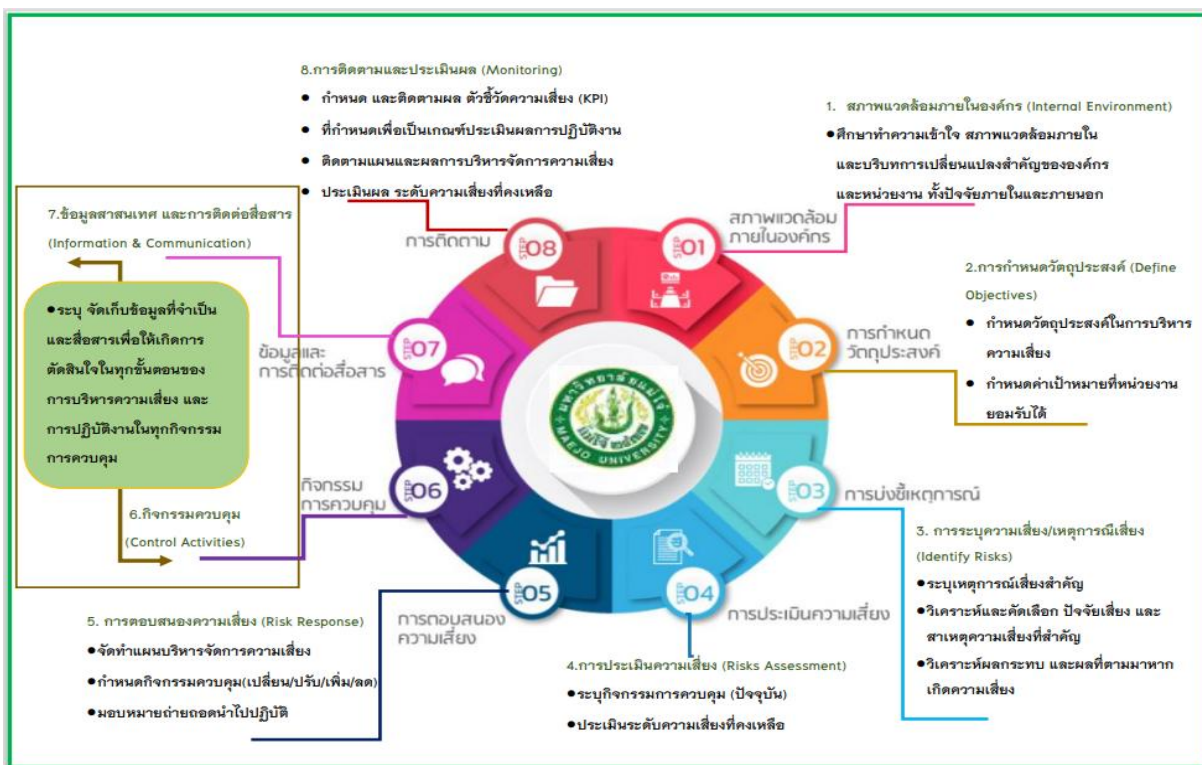 8.การติดตามและประเมินผล (Monitoring)
● กำหนด และติดตามผล ตัวชี้วัดความเสี่ยง (KPI)
● ที่กำหนดเพื่อเป็นเกณฑ์ประเมินผลการปฏิบัติงาน
● ติดตามแผนและผลการบริหารจัดการความเสี่ยง
● ประเมินผล ระดับความเสี่ยงที่คงเหลือ
1. สภาพแวดล้อมภายในองค์กร (Internal Environment)
●ศึกษาทำความเข้าใจ สภาพแวดล้อมภายใน
และบริบทการเปลี่ยนแปลงสำคัญขององค์กร
และหน่วยงาน ทั้งปัจจัยภายในและภายนอก
7.ข้อมูลสาสนเทศ และการติดต่อสื่อสาร
(Information & Communication)
●ระบุ จัดเก็บข้อมูลที่จำเป็น
และสื่อสารเพื่อให้เกิดการ
ตัดสินใจในทุกขั้นตอนของ
การบริหารความเสี่ยง และ
การปฏิบัติงานในทุกกิจกรรม
การควบคุม
6.กิจกรรมควบคุม
(Control Activities)
2.การกำหนดวัตถุประสงค์ (Define
Objectives)
● กำหนดวัตถุประสงค์ในการบริหาร
ความเสี่ยง
● กำหนดค่าเป้าหมายที่หน่วยงาน
ยอมรับได้
การติดตาม
STEP 08
STEP 01
สภาพแวดล้อม
ภายในองค์กร
ข้อมูลและ
การติดต่อสื่อสาร
STEP 07
STEP 02
การกำหนด
วัตถุประสงค์
มหาวิทยาลัยแม่โจ้
MAEJO UNIVERSITY
กิจกรรม
การควบคุม
STEP 06
STEP 03
การบ่งชี้เหตุการณ์
STEP 05
การตอบสนอง
ความเสี่ยง
STEP 04
การประเมินความเสี่ยง
3. การระบุความเสี่ยง/เหตุการณ์เสี่ยง
(Identify Risks)
●ระบุเหตุการณ์เสี่ยงสำคัญ
●วิเคราะห์และคัดเลือก ปัจจัยเสี่ยง และ
สาเหตุความเสี่ยงที่สำคัญ
●วิเคราะห์ผลกระทบ และผลที่ตามมาหาก
เกิดความเสี่ยง
5. การตอบสนองความเสี่ยง (Risk Response)
●จัดทำแผนบริหารจัดการความเสี่ยง
●กำหนดกิจกรรมควบคุม(เปลี่ยน/ปรับ/เพิ่ม/ลด)
●มอบหมายถ่ายถอดนำไปปฏิบัติ
4.การประเมินความเสี่ยง (Risks Assessment)
●ระบุกิจกรรมการควบคุม (ปัจจุบัน)
●ประเมินระดับความเสี่ยงที่คงเหลือ